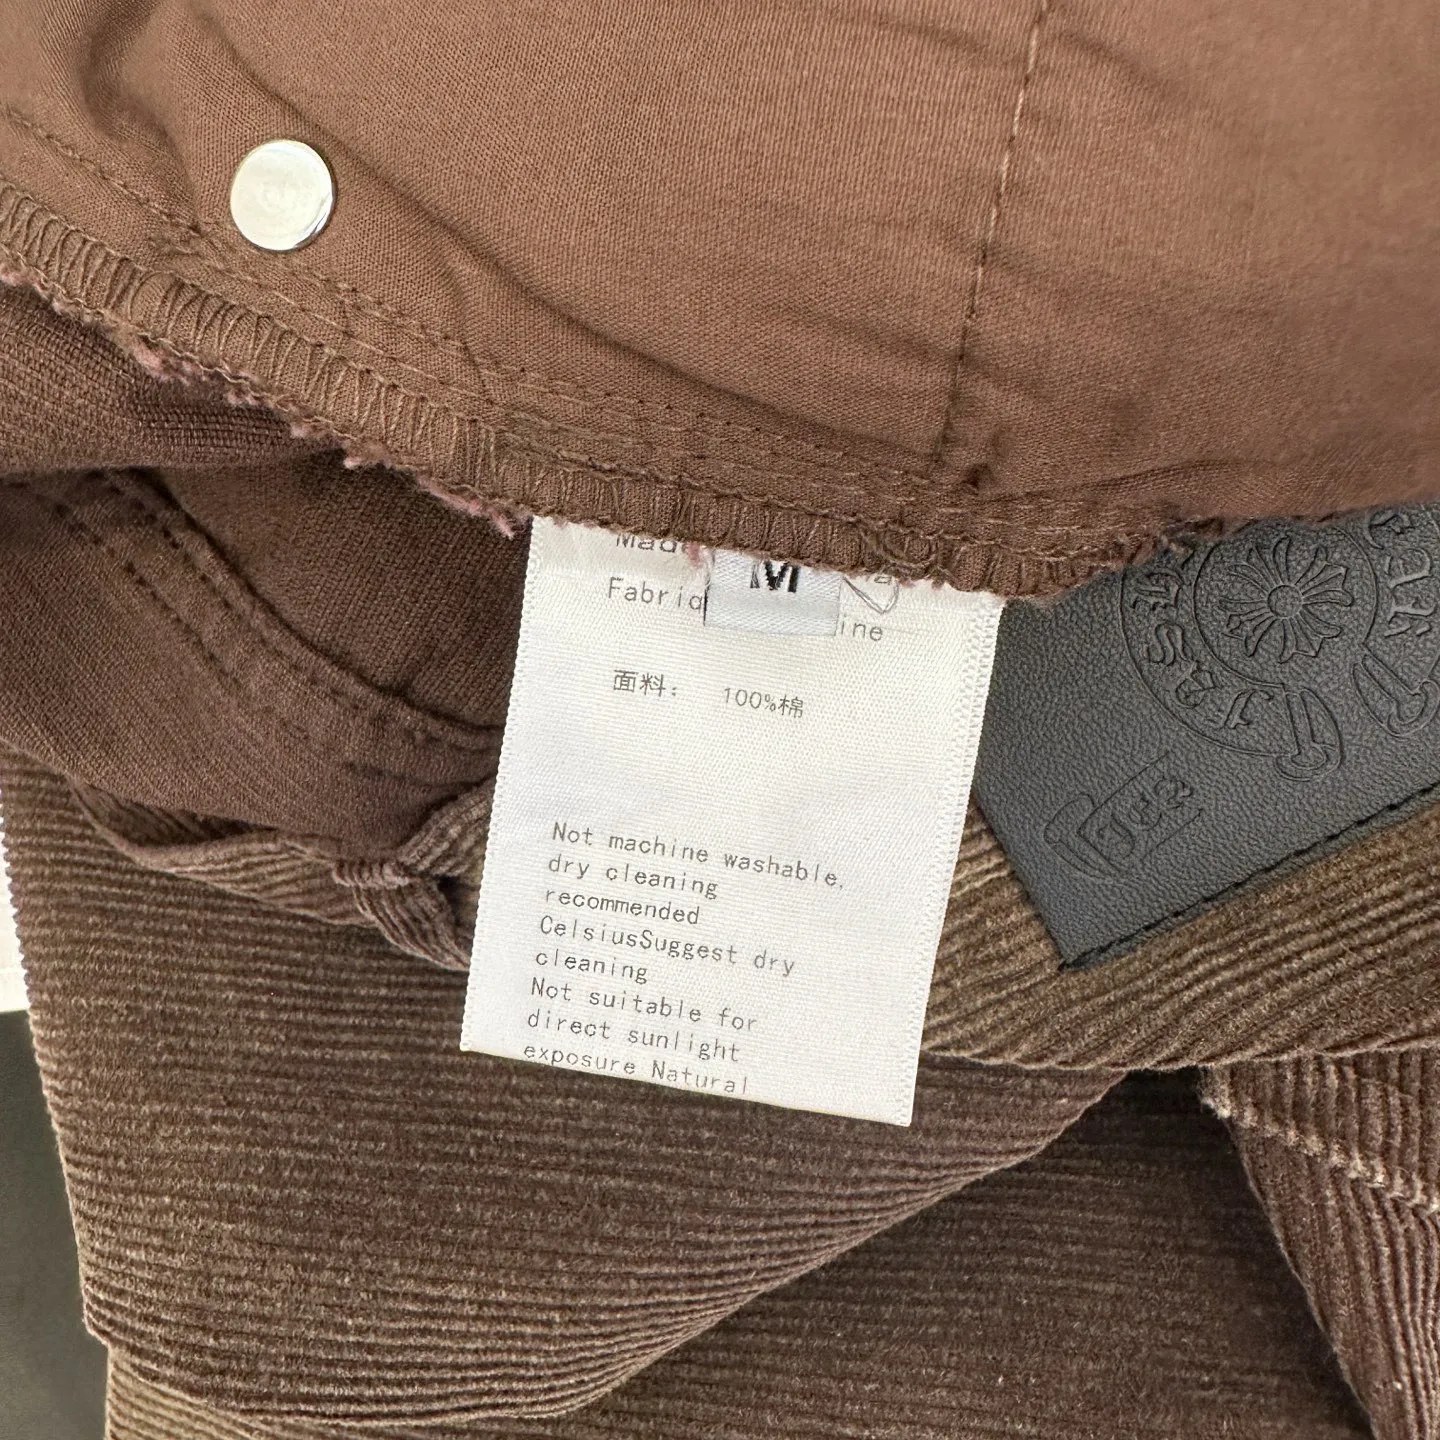 Made
M
Fabric
ine
面料： 100%棉
Not machine washable,
dry cleaning
recommended
CelsiusSuggest dry
cleaning
Not suitable for
direct sunlight
exposure Natural